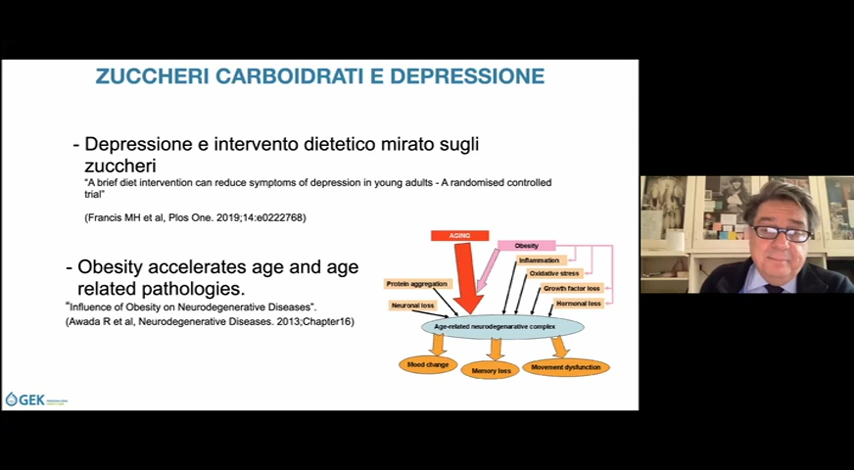 ZUCCHERI CARBOIDRATI E DEPRESSIONE
- Depressione e intervento dietetico mirato sugli
zuccheri
"A brief diet intervention can reduce symptoms of depression in young adults - A randomised controlled
trial"
(Francis MH et al, Plos One. 2019;14:e0222768)
- Obesity accelerates age and age
related pathologies.
"Influence of Obesity on Neurodegenerative Diseases".
(Awada R et al, Neurodegenerative Diseases. 2013;Chapter16)
AGING
Obesity
Inflammation
Oxidative stress
Protein aggregation
Growth factor loss
Neuronal loss
Hormonal loss
Age-related neurodegenarative complex
Mood change
Memory loss
Movement dysfunction
GEK